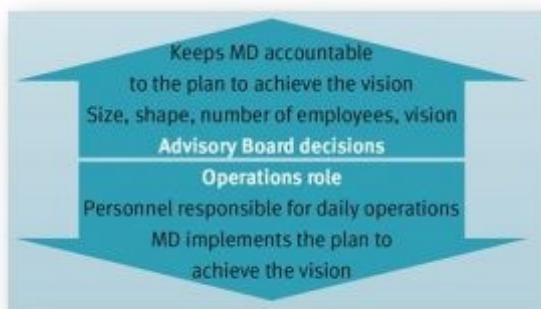 Keeps MD accountable
to the plan to achieve the vision
Size, shape, number of employees, vision
Advisory Board decisions
Operations role
Personnel responsible for daily operations
MD implements the plan to
achieve the vision